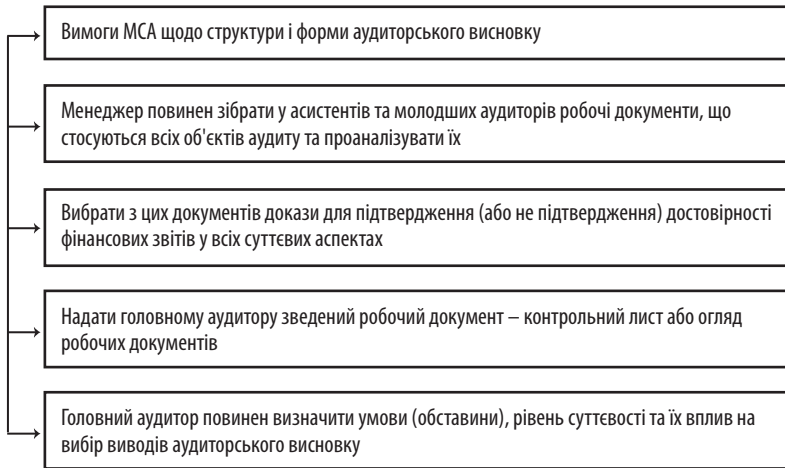 Вимоги МСА щодо структури і форми аудиторського висновку
Менеджер повинен зібрати у асистентів та молодших аудиторів робочі документи, що
стосуються всіх об'єктів аудиту та проаналізувати їх
Вибрати з цих документів докази для підтвердження (або не підтвердження) достовірності
фінансових звітів у всіх суттєвих аспектах
Надати головному аудитору зведений робочий документ – контрольний лист або огляд
робочих документів
Головний аудитор повинен визначити умови (обставини), рівень суттєвості та їх вплив на
вибір виводів аудиторського висновку